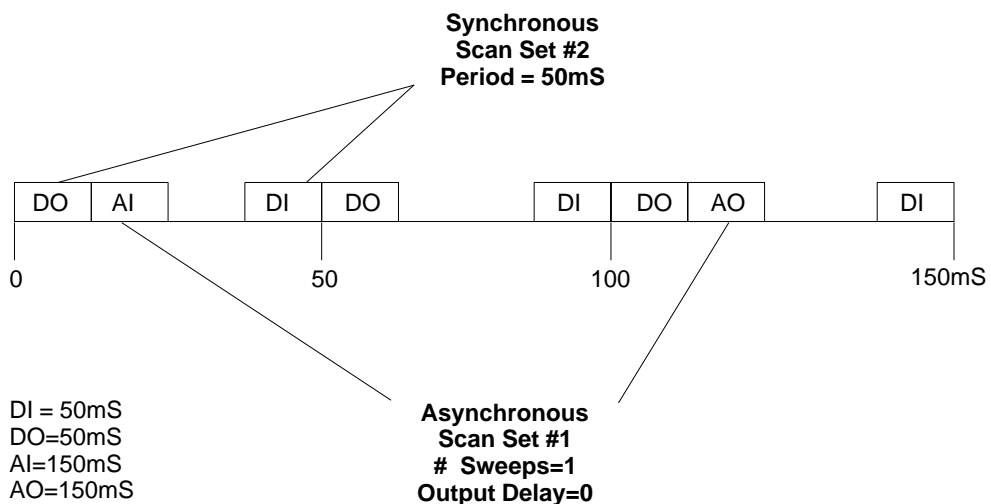 Synchronous
Scan Set #2
Period = 50mS
DO AI DI DO DI DO AO DI
0 50 100 150mS
DI = 50mS
DO=50mS
AI=150mS
AO=150mS
Asynchronous
Scan Set #1
# Sweeps=1
Output Delay=0